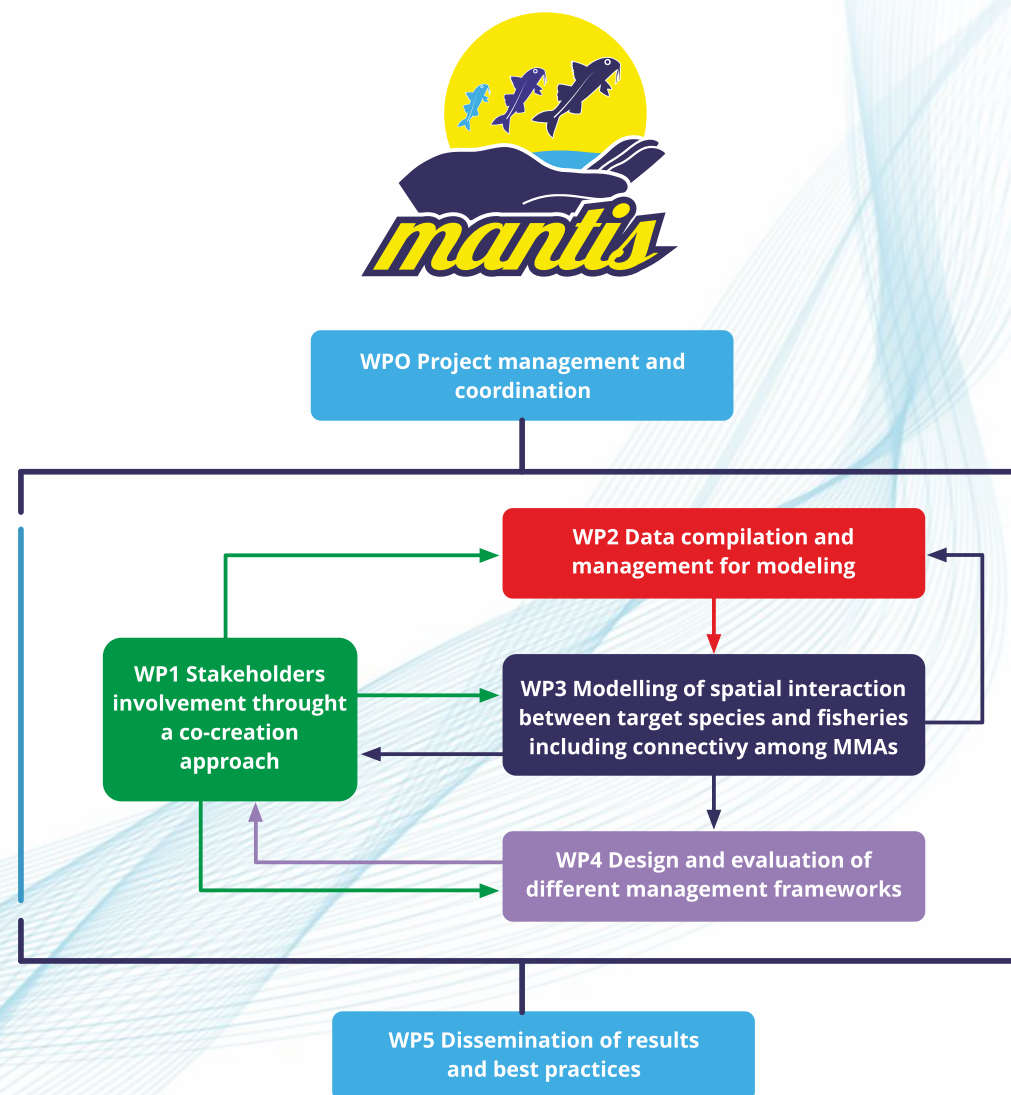 mantis
WPO Project management and
coordination
WP2 Data compilation and
management for modeling
WP1 Stakeholders
involvement throught
a co-creation
approach
WP3 Modelling of spatial interaction
between target species and fisheries
including connectivy among MMAs
WP4 Design and evaluation of
different management frameworks
WP5 Dissemination of results
and best practices